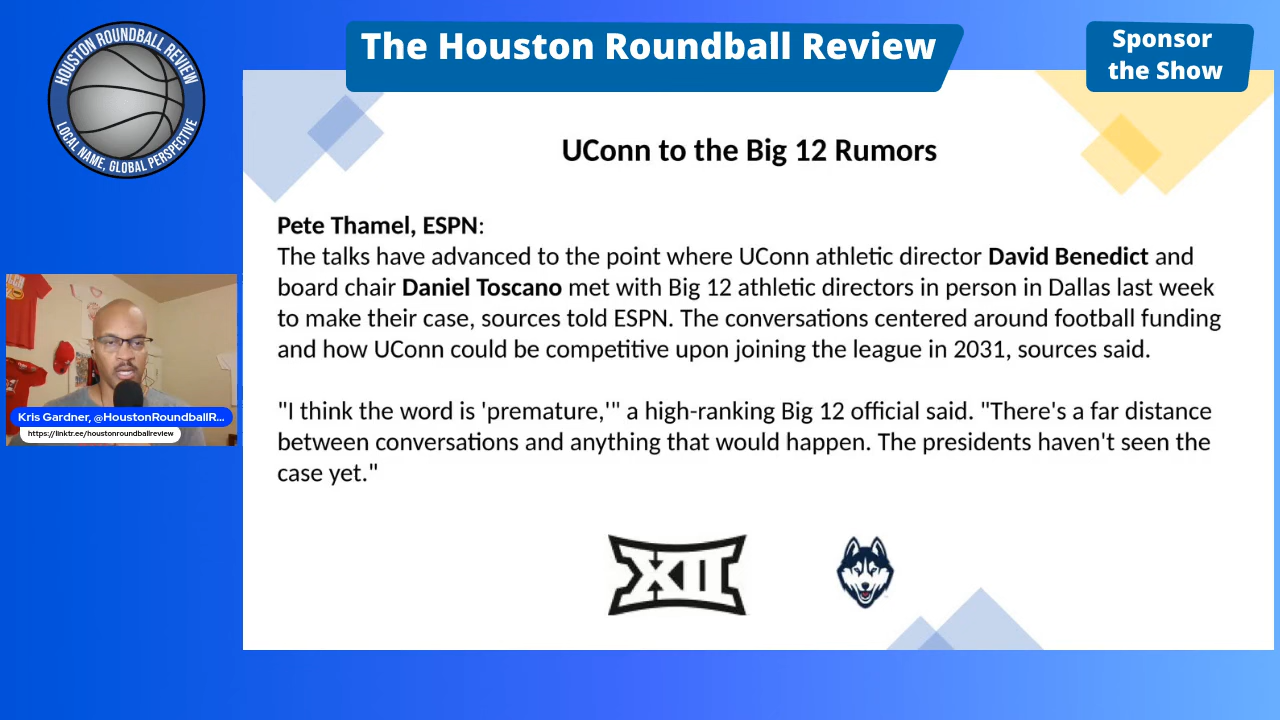 HOUSTON ROUNDBALL REVIEW
LOCAL NAME, GLOBAL PERSPECTIVE
The Houston Roundball Review
Sponsor
the Show
UConn to the Big 12 Rumors
Pete Thamel, ESPN:
The talks have advanced to the point where UConn athletic director David Benedict and
board chair Daniel Toscano met with Big 12 athletic directors in person in Dallas last week
to make their case, sources told ESPN. The conversations centered around football funding
and how UConn could be competitive upon joining the league in 2031, sources said.
"I think the word is 'premature,'" a high-ranking Big 12 official said. "There's a far distance
between conversations and anything that would happen. The presidents haven't seen the
case yet."
XII
Kris Gardner, @HoustonRoundballR...
https://linktr.ee/houstonroundballreview